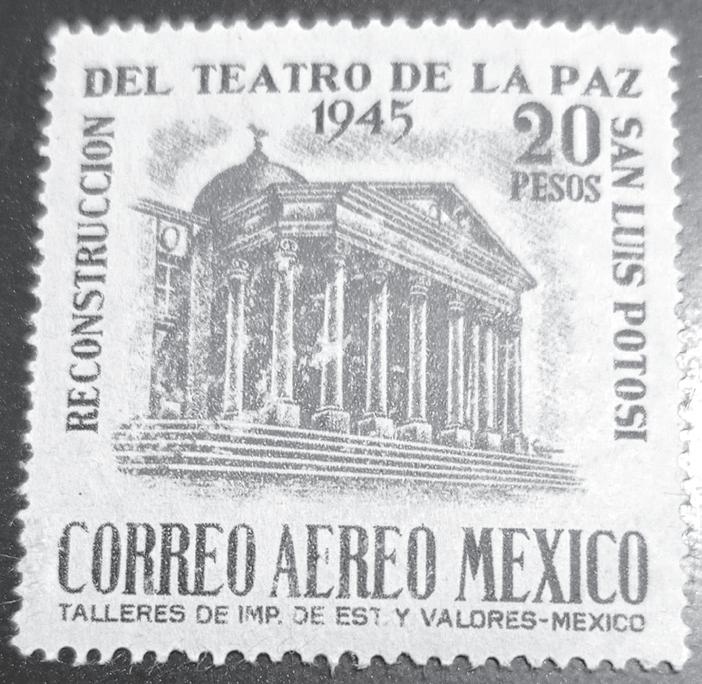 RECONSTRUCCION
DEL TEATRO DE LA PAZ
1945
20
PESOS
SAN LUIS POTOSI
CORREO AEREO MEXICO
TALLERES DE IMP. DE EST. Y VALORES-MEXICO